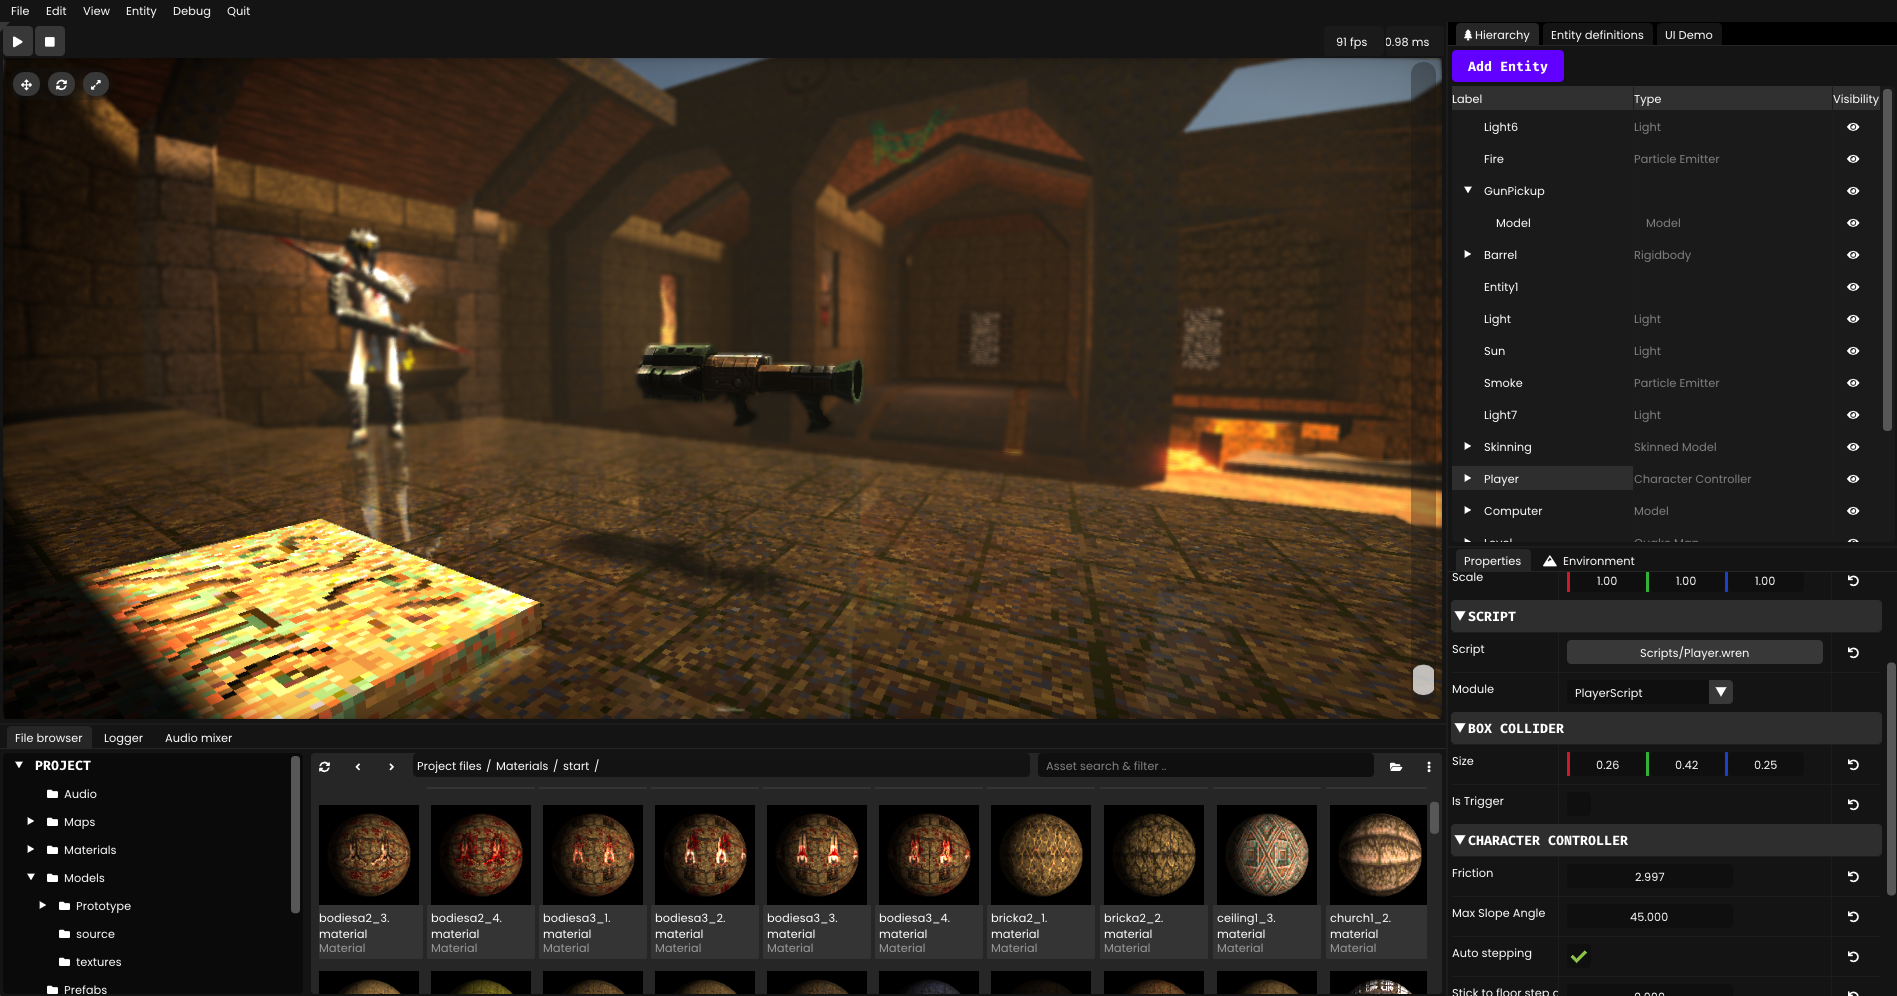 File Edit View Entity Debug Quit
91 fps 0.98 ms
Hierarchy Entity definitions UI Demo
Add Entity
Label Type Visibility
Light6 Light
Fire Particle Emitter
GunPickup
Model Model
Barrel Rigidbody
Entity1
Light Light
Sun Light
Smoke Particle Emitter
Light7 Light
Skinning Skinned Model
Player Character Controller
Computer Model
Level Quake Map
Properties Environment
Scale 1.00 1.00 1.00
SCRIPT
Script Scripts/Player.wren
Module PlayerScript
BOX COLLIDER
Size 0.26 0.42 0.25
Is Trigger
CHARACTER CONTROLLER
Friction 2.997
Max Slope Angle 45.000
Auto stepping
Stick to floor step
File browser Logger Audio mixer
PROJECT
Audio
Maps
Materials
Models
Prototype
source
textures
Prefabs
Project files / Materials / start /
Asset search & filter ..
bodiesa2_3. bodiesa2_4. bodiesa3_1. bodiesa3_2. bodiesa3_3. bodiesa3_4. bricka2_1. bricka2_2. ceiling1_3. church1_2.
material material material material material material material material material material
Material Material Material Material Material Material Material Material Material Material